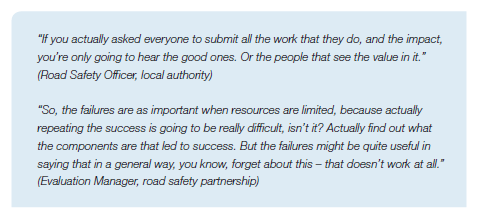 “If you actually asked everyone to submit all the work that they do, and the impact,
you’re only going to hear the good ones. Or the people that see the value in it.”
(Road Safety Officer, local authority)
“So, the failures are as important when resources are limited, because actually
repeating the success is going to be really difficult, isn’t it? Actually find out what
the components are that led to success. But the failures might be quite useful in
saying that in a general way, you know, forget about this – that doesn’t work at all.”
(Evaluation Manager, road safety partnership)